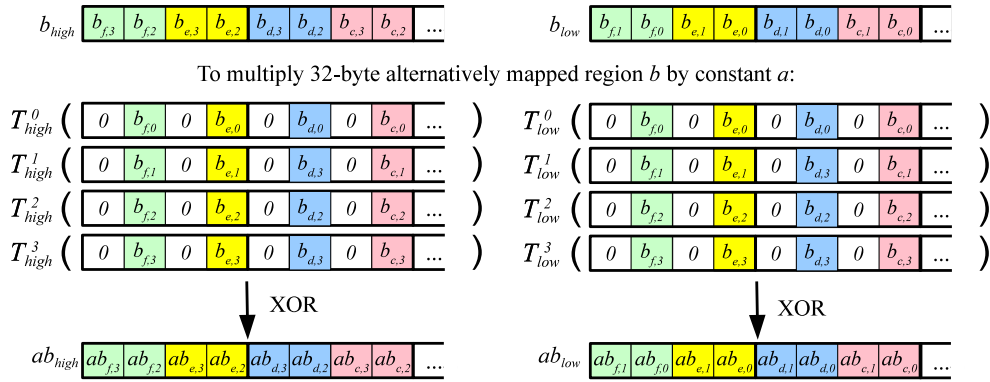 b_high b_f,3 b_f,2 b_e,3 b_e,2 b_d,3 b_d,2 b_c,3 b_c,2 ... b_low b_f,1 b_f,0 b_e,1 b_e,0 b_d,1 b_d,0 b_c,1 b_c,0 ...
To multiply 32-byte alternatively mapped region b by constant a:
T^0_high ( 0 b_f,0 0 b_e,0 0 b_d,0 0 b_c,0 ... ) T^0_low ( 0 b_f,0 0 b_e,0 0 b_d,0 0 b_c,0 ... )
T^1_high ( 0 b_f,1 0 b_e,1 0 b_d,3 0 b_c,1 ... ) T^1_low ( 0 b_f,1 0 b_e,1 0 b_d,3 0 b_c,1 ... )
T^2_high ( 0 b_f,2 0 b_e,2 0 b_d,2 0 b_c,2 ... ) T^2_low ( 0 b_f,2 0 b_e,2 0 b_d,2 0 b_c,2 ... )
T^3_high ( 0 b_f,3 0 b_e,3 0 b_d,3 0 b_c,3 ... ) T^3_low ( 0 b_f,3 0 b_e,3 0 b_d,3 0 b_c,3 ... )
XOR XOR
ab_high ab_f,3 ab_f,2 ab_e,3 ab_e,2 ab_d,3 ab_d,2 ab_c,3 ab_c,2 ... ab_low ab_f,1 ab_f,0 ab_e,1 ab_e,0 ab_d,1 ab_d,0 ab_c,1 ab_c,0 ...